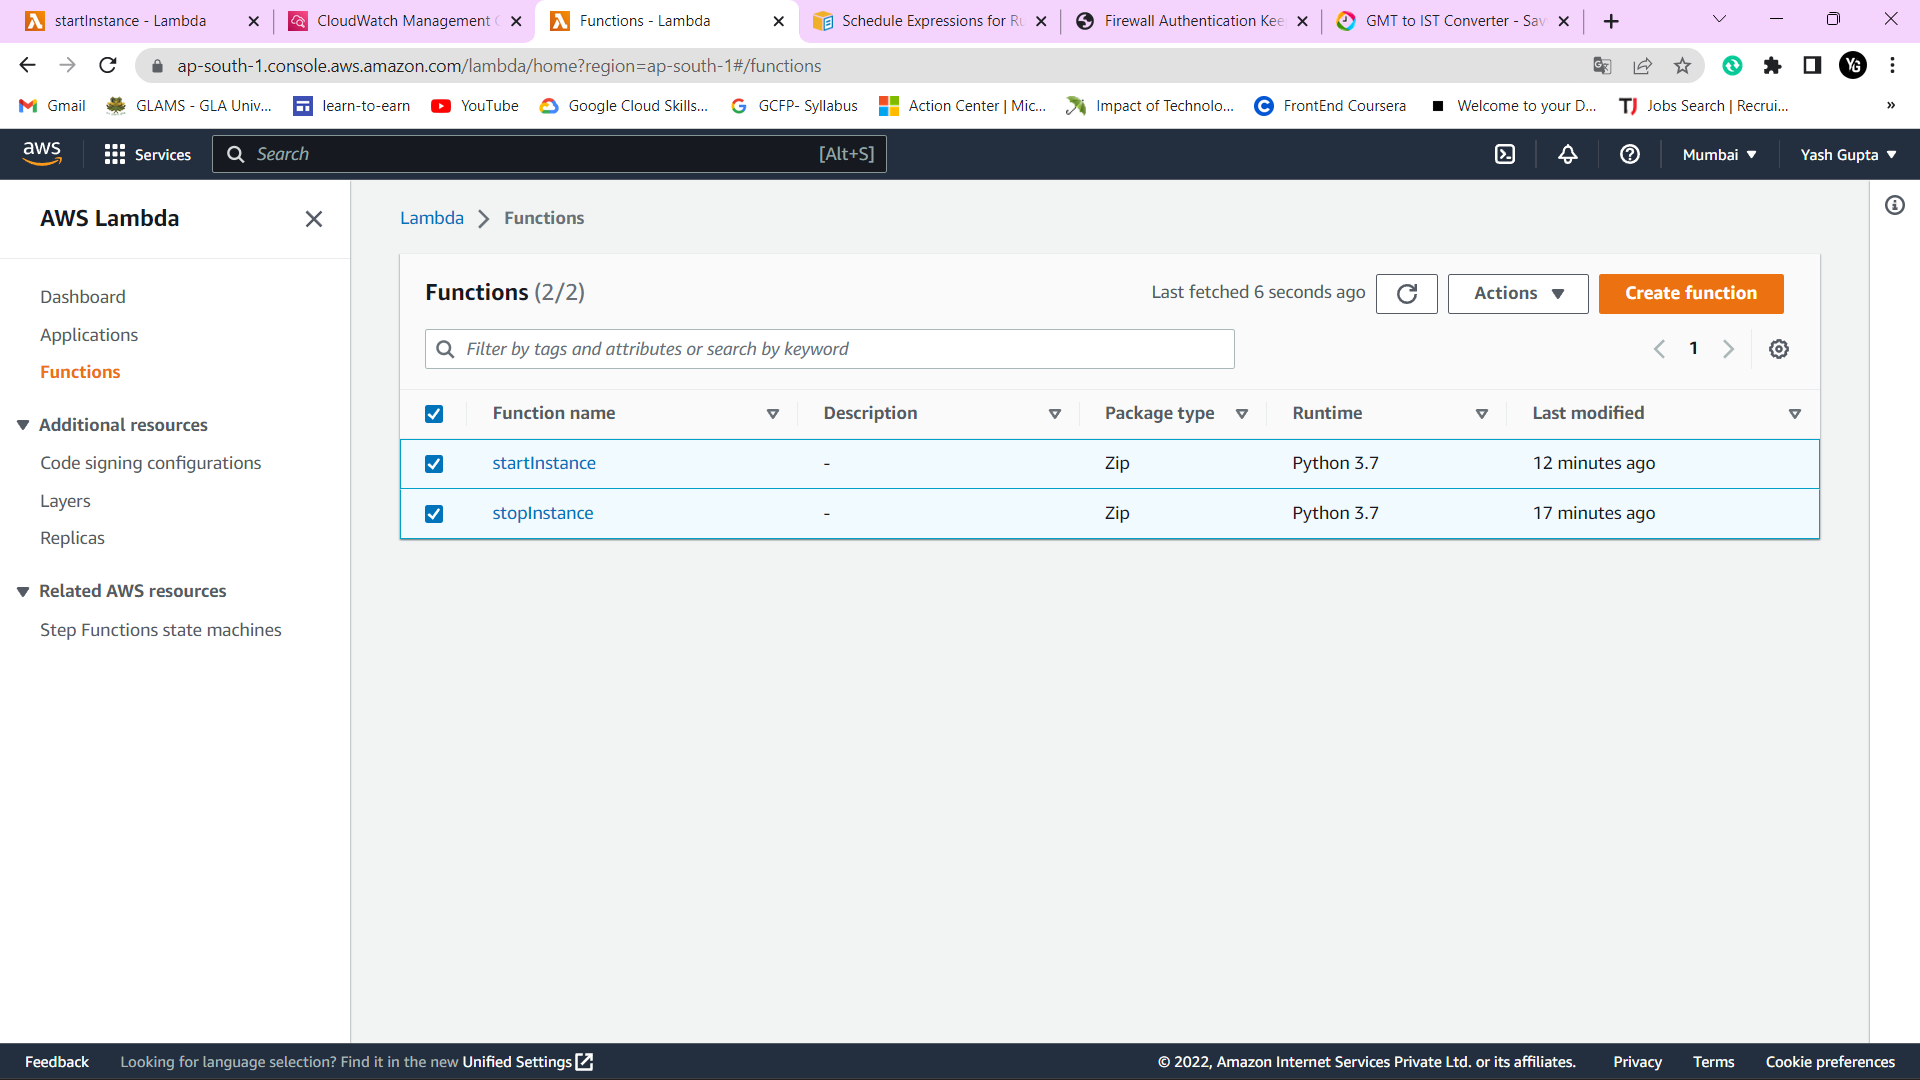 startInstance - Lambda
CloudWatch Management C
Functions - Lambda
Schedule Expressions for Ru
Firewall Authentication Kee
GMT to IST Converter - Sav
ap-south-1.console.aws.amazon.com/lambda/home?region=ap-south-1#/functions
YG
Gmail
GLAMS - GLA Univ...
learn-to-earn
YouTube
Google Cloud Skills...
GCFP- Syllabus
Action Center | Mic...
Impact of Technolo...
FrontEnd Coursera
Welcome to your D...
Jobs Search | Recrui...
»
aws
Services
Search
[Alt+S]
Mumbai
Yash Gupta
AWS Lambda
Dashboard
Applications
Functions
Additional resources
Code signing configurations
Layers
Replicas
Related AWS resources
Step Functions state machines
Lambda
Functions
Functions (2/2)
Last fetched 6 seconds ago
Actions
Create function
Filter by tags and attributes or search by keyword
1
Function name
Description
Package type
Runtime
Last modified
startInstance
-
Zip
Python 3.7
12 minutes ago
stopInstance
-
Zip
Python 3.7
17 minutes ago
Feedback
Looking for language selection? Find it in the new Unified Settings
© 2022, Amazon Internet Services Private Ltd. or its affiliates.
Privacy
Terms
Cookie preferences